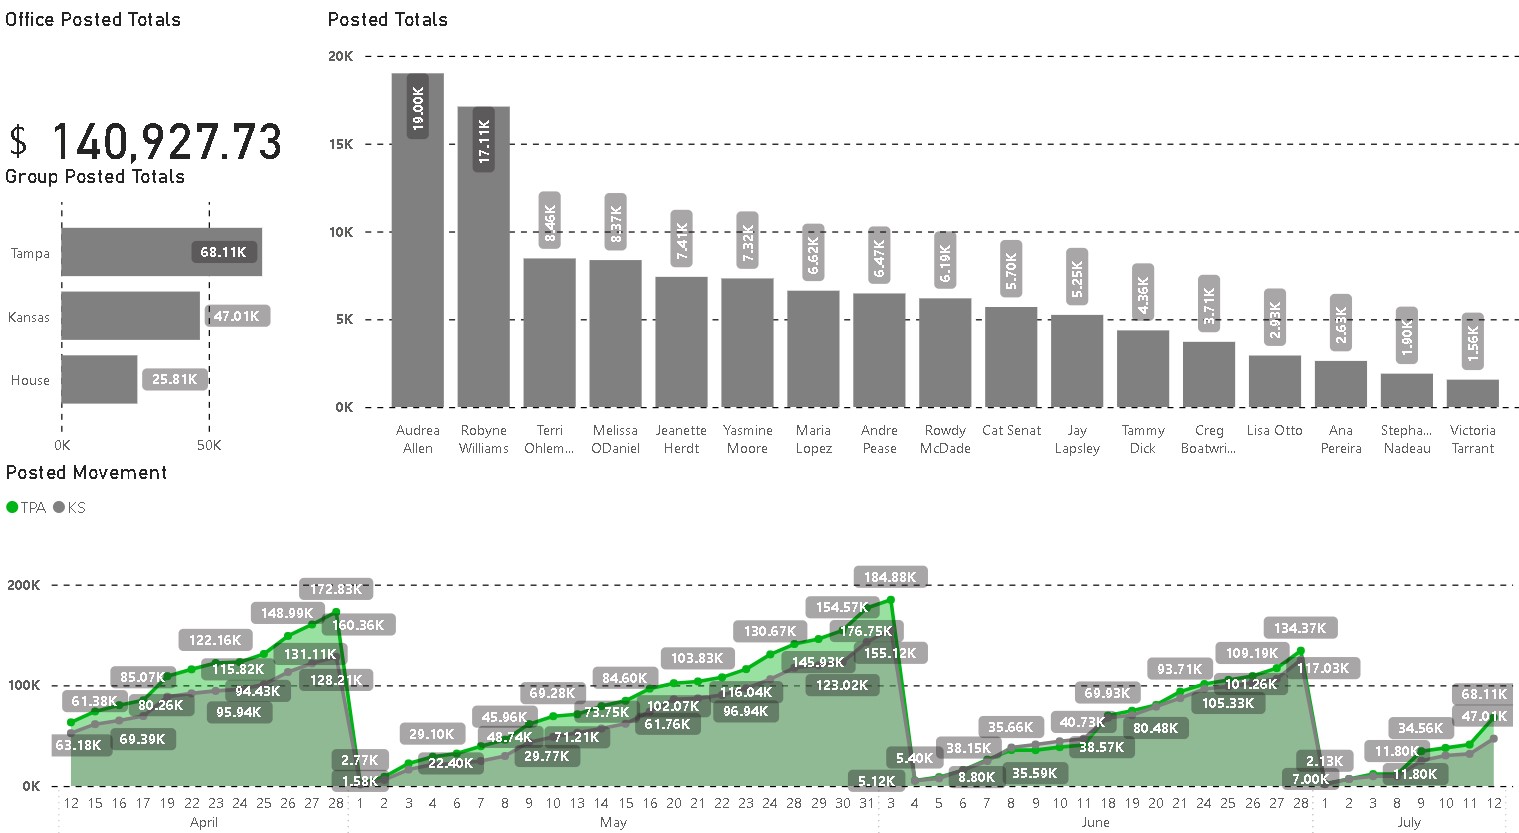 Office Posted Totals
$ 140,927.73
Group Posted Totals
Tampa 68.11K
Kansas 47.01K
House 25.81K
0K 50K
Posted Totals
20K
15K
10K
5K
0K
19.00K 17.11K 8.46K 8.37K 7.41K 7.32K 6.62K 6.47K 6.19K 5.70K 5.25K 4.36K 3.71K 2.93K 2.63K 1.90K 1.56K
Audrea Robyne Terri Melissa Jeanette Yasmine Maria Andre Rowdy Cat Senat Jay Tammy Creg Lisa Otto Ana Stepha... Victoria
Allen Williams Ohlem... ODaniel Herdt Moore Lopez Pease McDade Lapsley Dick Boatwri... Pereira Nadeau Tarrant
Posted Movement
TPA KS
200K
100K
0K
61.38K 85.07K 122.16K 148.99K 172.83K 160.36K
63.18K 69.39K 80.26K 115.82K 95.94K 94.43K 131.11K 128.21K
2.77K 29.10K 45.96K 69.28K 84.60K 103.83K 130.67K 154.57K 184.88K
1.58K 22.40K 48.74K 29.77K 71.21K 73.75K 61.76K 102.07K 96.94K 116.04K 145.93K 123.02K 176.75K 155.12K
5.12K 5.40K 38.15K 35.66K 40.73K 69.93K 93.71K 109.19K 134.37K
8.80K 35.59K 38.57K 80.48K 105.33K 101.26K 117.03K
7.00K 2.13K 11.80K 34.56K 68.11K
11.80K 47.01K
12 15 16 17 19 22 24 25 26 27 28 1 2 3 4 6 7 8 9 10 13 14 15 16 20 21 22 23 24 28 29 30 31 3 4 5 6 7 8 9 10 11 18 19 20 21 24 25 26 27 28 1 2 3 8 9 10 11 12
April May June July